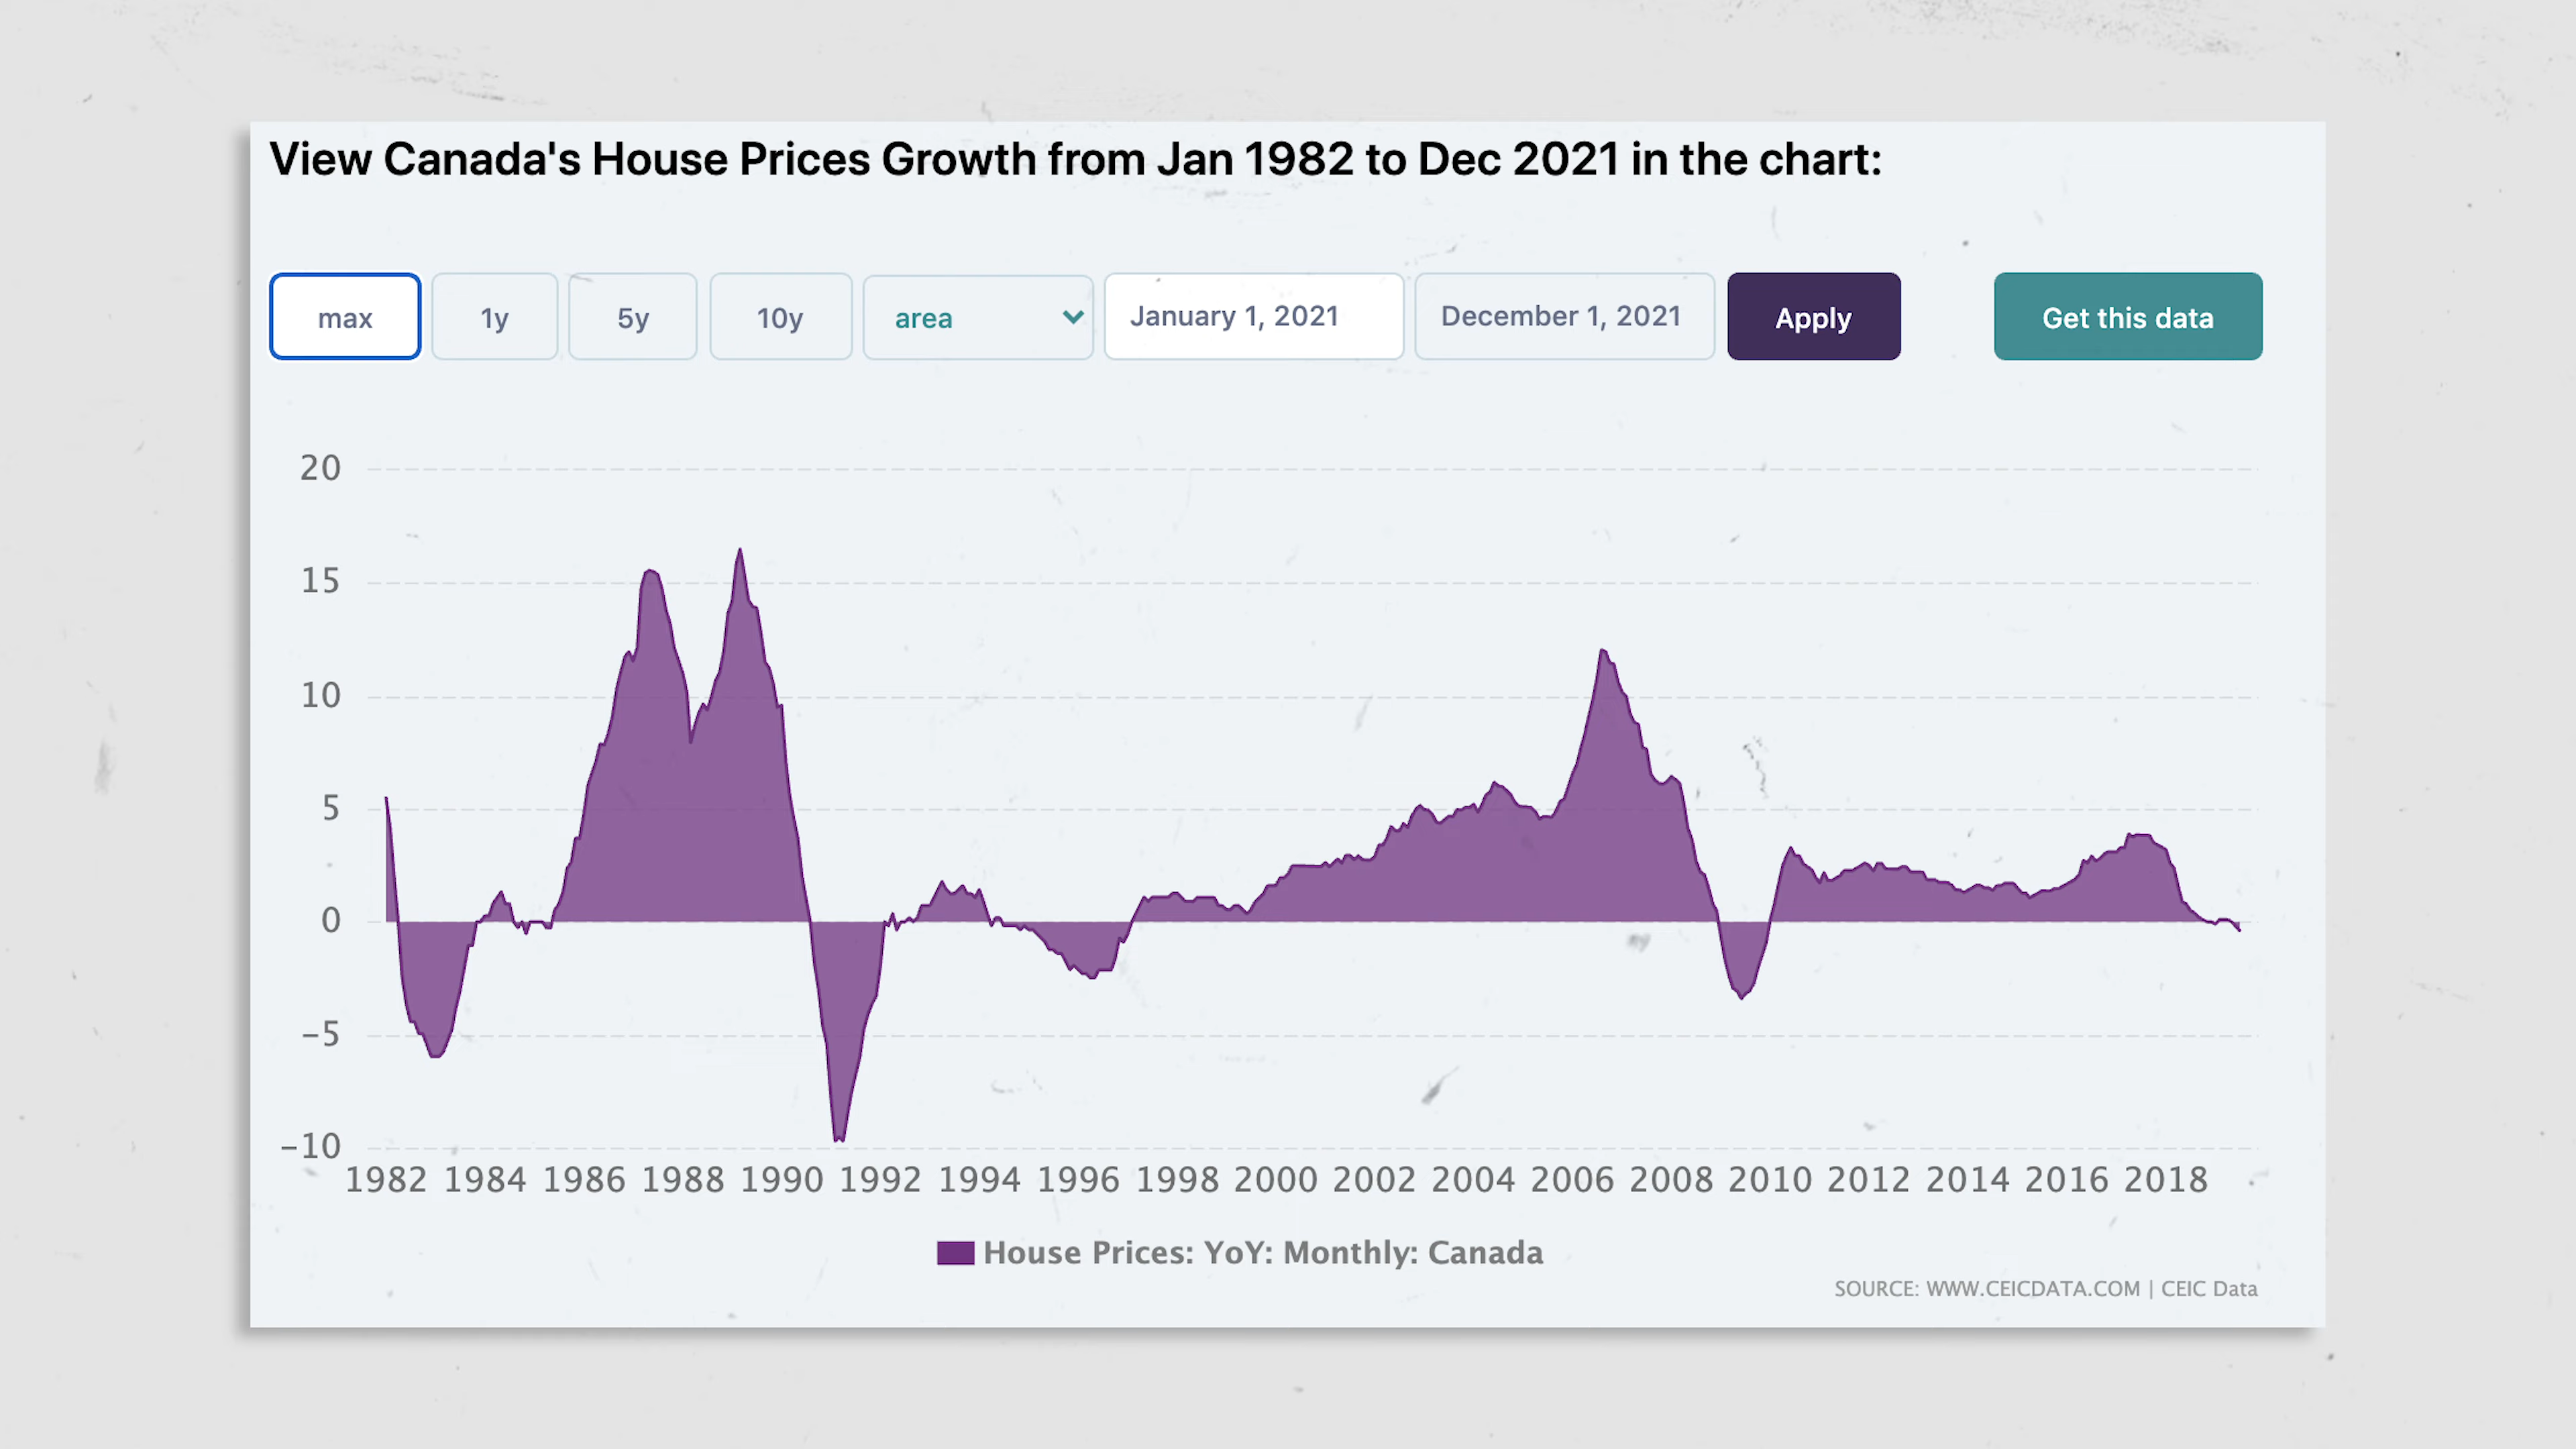 View Canada's House Prices Growth from Jan 1982 to Dec 2021 in the chart:
max 1y 5y 10y area January 1, 2021 December 1, 2021 Apply Get this data
20
15
10
5
0
−5
−10
1982 1984 1986 1988 1990 1992 1994 1996 1998 2000 2002 2004 2006 2008 2010 2012 2014 2016 2018
House Prices: YoY: Monthly: Canada
SOURCE: WWW.CEICDATA.COM | CEIC Data